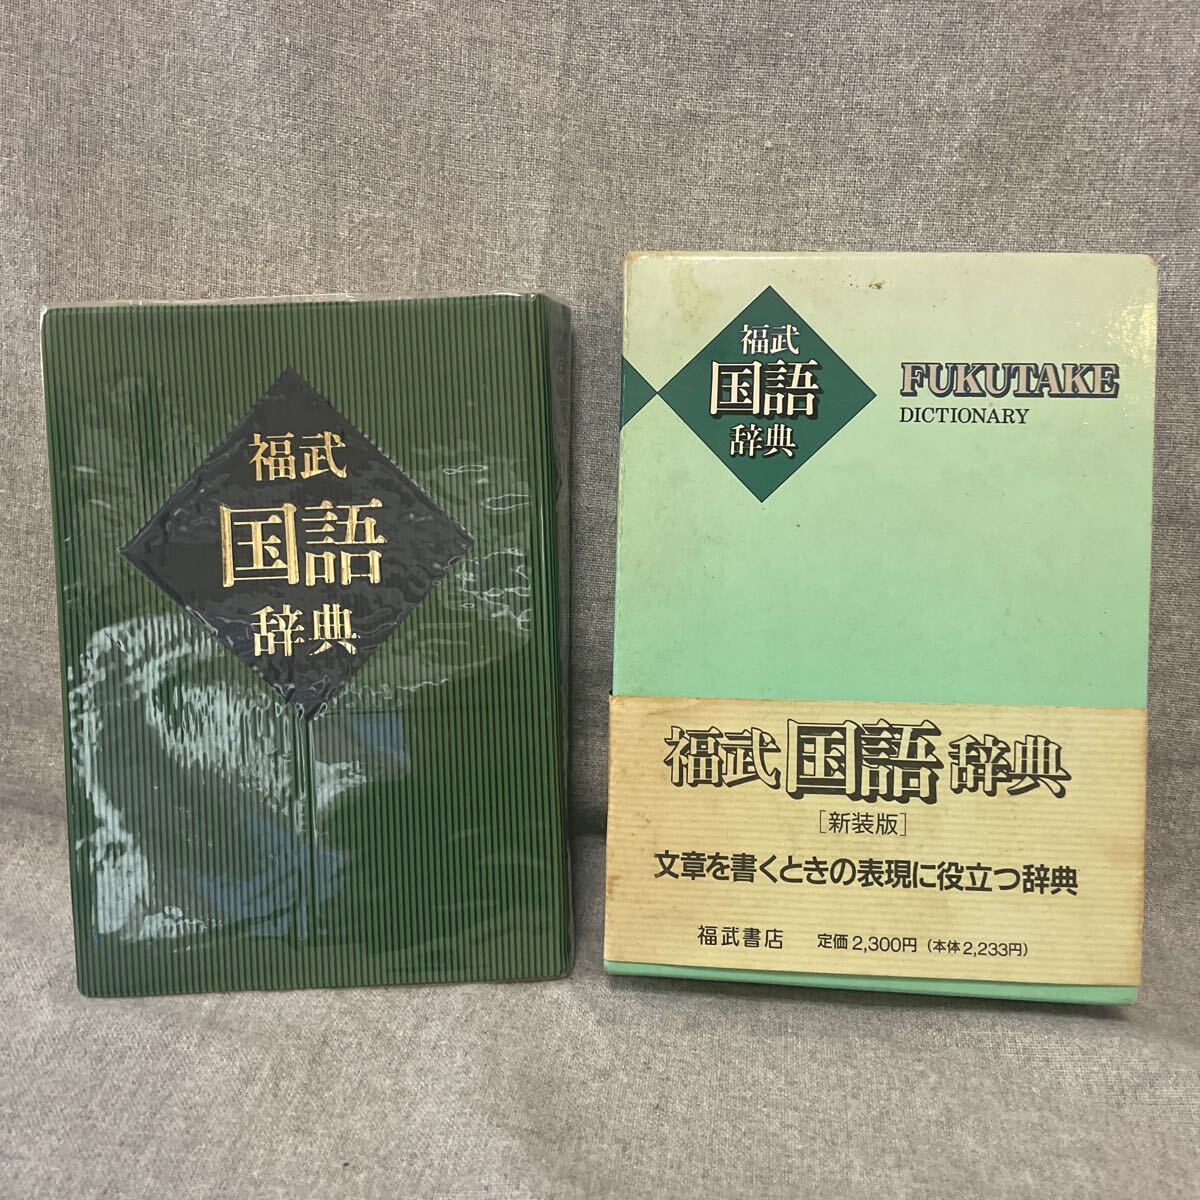 福武
国語
辞典
福武
国語
辞典
FUKUTAKE
DICTIONARY
福武国語辞典
[新装版]
文章を書くときの表現に役立つ辞典
福武書店 定価2,300円（本体2,233円）